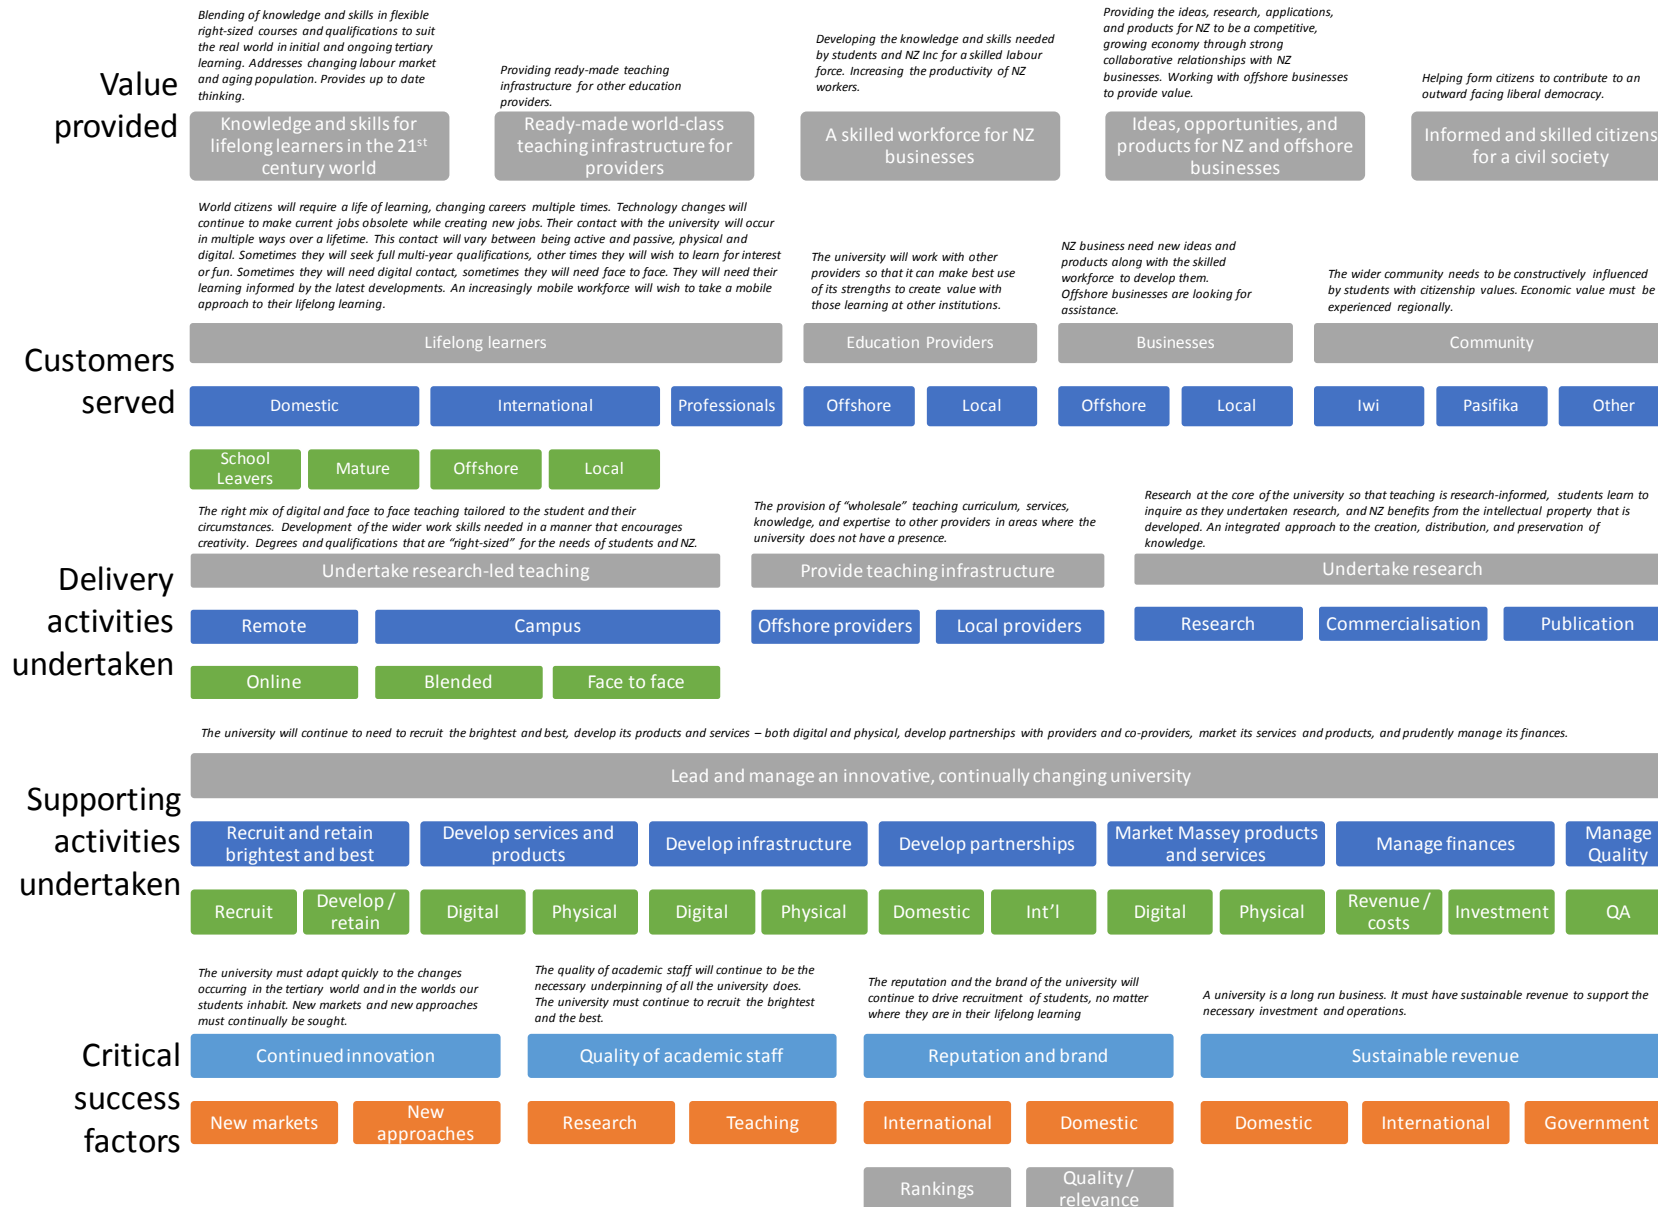 Value
provided
Blending of knowledge and skills in flexible
right-sized courses and qualifications to suit
the real world in initial and ongoing tertiary
learning. Addresses changing labour market
and aging population. Provides up to date
thinking.
Providing ready-made teaching
infrastructure for other education
providers.
Developing the knowledge and skills needed
by students and NZ Inc for a skilled labour
force. Increasing the productivity of NZ
workers.
Providing the ideas, research, applications,
and products for NZ to be a competitive,
growing economy through strong
collaborative relationships with NZ
businesses. Working with offshore businesses
to provide value.
Helping form citizens to contribute to an
outward facing liberal democracy.
Knowledge and skills for
lifelong learners in the 21st
century world
Ready-made world-class
teaching infrastructure for
providers
A skilled workforce for NZ
businesses
Ideas, opportunities, and
products for NZ and offshore
businesses
Informed and skilled citizens
for a civil society
Customers
served
World citizens will require a life of learning, changing careers multiple times. Technology changes will
continue to make current jobs obsolete while creating new jobs. Their contact with the university will occur
in multiple ways over a lifetime. This contact will vary between being active and passive, physical and
digital. Sometimes they will seek full multi-year qualifications, other times they will wish to learn for interest
or fun. Sometimes they will need digital contact, sometimes they will need face to face. They will need their
learning informed by the latest developments. An increasingly mobile workforce will wish to take a mobile
approach to their lifelong learning.
The university will work with other
providers so that it can make best use
of its strengths to create value with
those learning at other institutions.
NZ business need new ideas and
products along with the skilled
workforce to develop them.
Offshore businesses are looking for
assistance.
The wider community needs to be constructively influenced
by students with citizenship values. Economic value must be
experienced regionally.
Lifelong learners
Education Providers
Businesses
Community
Domestic
International
Professionals
Offshore
Local
Offshore
Local
Iwi
Pasifika
Other
School
Leavers
Mature
Offshore
Local
Delivery
activities
undertaken
The right mix of digital and face to face teaching tailored to the student and their
circumstances. Development of the wider work skills needed in a manner that encourages
creativity. Degrees and qualifications that are “right-sized” for the needs of students and NZ.
The provision of “wholesale” teaching curriculum, services,
knowledge, and expertise to other providers in areas where the
university does not have a presence.
Research at the core of the university so that teaching is research-informed, students learn to
inquire as they undertaken research, and NZ benefits from the intellectual property that is
developed. An integrated approach to the creation, distribution, and preservation of
knowledge.
Undertake research-led teaching
Provide teaching infrastructure
Undertake research
Remote
Campus
Offshore providers
Local providers
Research
Commercialisation
Publication
Online
Blended
Face to face
Supporting
activities
undertaken
The university will continue to need to recruit the brightest and best, develop its products and services – both digital and physical, develop partnerships with providers and co-providers, market its services and products, and prudently manage its finances.
Lead and manage an innovative, continually changing university
Recruit and retain
brightest and best
Develop services and
products
Develop infrastructure
Develop partnerships
Market Massey products
and services
Manage finances
Manage
Quality
Recruit
Develop /
retain
Digital
Physical
Digital
Physical
Domestic
Int’l
Digital
Physical
Revenue /
costs
Investment
QA
Critical
success
factors
The university must adapt quickly to the changes
occurring in the tertiary world and in the worlds our
students inhabit. New markets and new approaches
must continually be sought.
The quality of academic staff will continue to be the
necessary underpinning of all the university does.
The university must continue to recruit the brightest
and the best.
The reputation and the brand of the university will
continue to drive recruitment of students, no matter
where they are in their lifelong learning
A university is a long run business. It must have sustainable revenue to support the
necessary investment and operations.
Continued innovation
Quality of academic staff
Reputation and brand
Sustainable revenue
New markets
New
approaches
Research
Teaching
International
Domestic
Domestic
International
Government
Rankings
Quality /
relevance